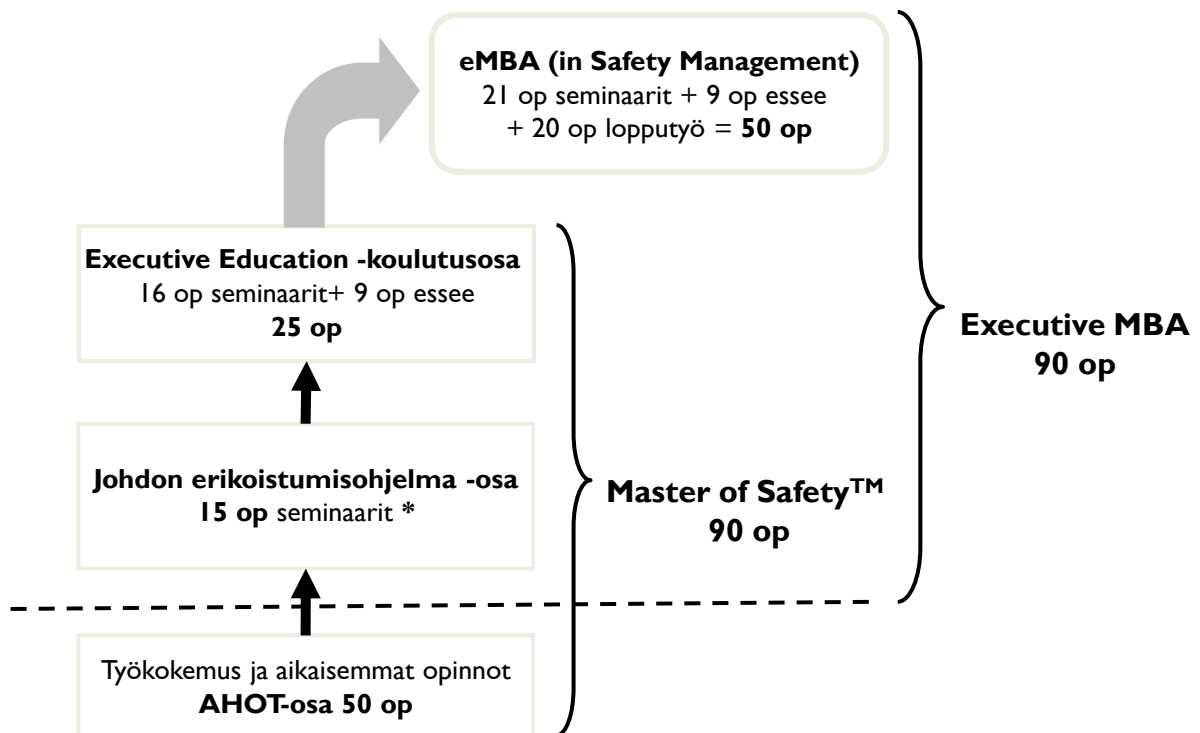 eMBA (in Safety Management)
21 op seminaarit + 9 op essee
+ 20 op lopputyö = 50 op
Executive Education -koulutusosa
16 op seminaarit+ 9 op essee
25 op
Executive MBA
90 op
Johdon erikoistumisohjelma -osa
15 op seminaarit *
Master of Safety™
90 op
Työkokemus ja aikaisemmat opinnot
AHOT-osa 50 op